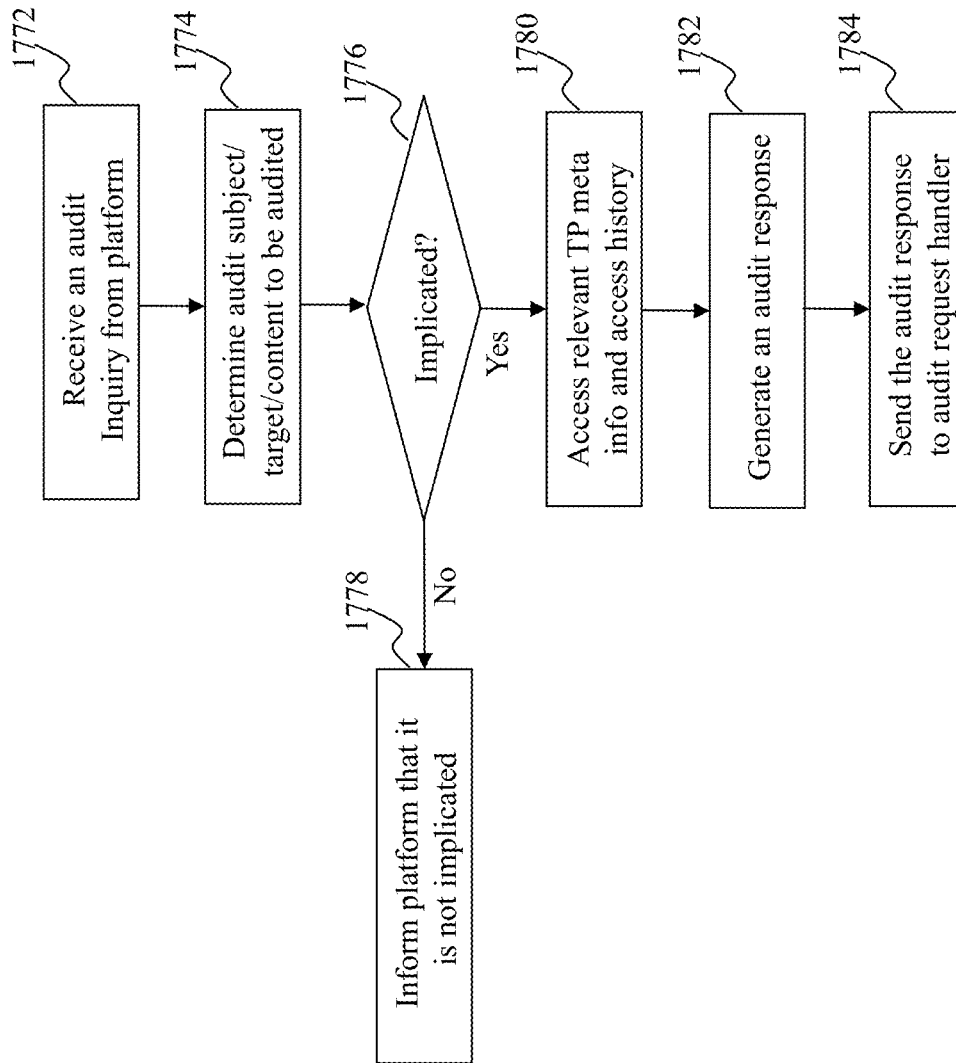 1772
Receive an audit
Inquiry from platform
1774
Determine audit subject/
target/content to be audited
1776
Implicated?
No
Yes
1778
Inform platform that it
is not implicated
1780
Access relevant TP meta
info and access history
1782
Generate an audit response
1784
Send the audit response
to audit request handler